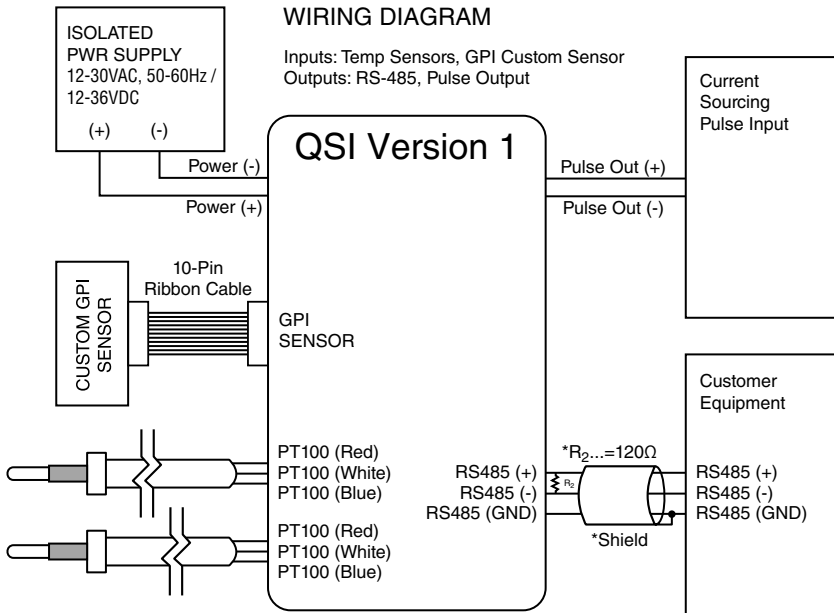 WIRING DIAGRAM
Inputs: Temp Sensors, GPI Custom Sensor
Outputs: RS-485, Pulse Output
ISOLATED
PWR SUPPLY
12-30VAC, 50-60Hz /
12-36VDC
(+) (-)
Power (-)
Power (+)
QSI Version 1
Pulse Out (+)
Pulse Out (-)
Current
Sourcing
Pulse Input
CUSTOM GPI
SENSOR
10-Pin
Ribbon Cable
GPI
SENSOR
PT100 (Red)
PT100 (White)
PT100 (Blue)
PT100 (Red)
PT100 (White)
PT100 (Blue)
RS485 (+)
RS485 (-)
RS485 (GND)
*R2...=120Ω
R2
*Shield
Customer
Equipment
RS485 (+)
RS485 (-)
RS485 (GND)